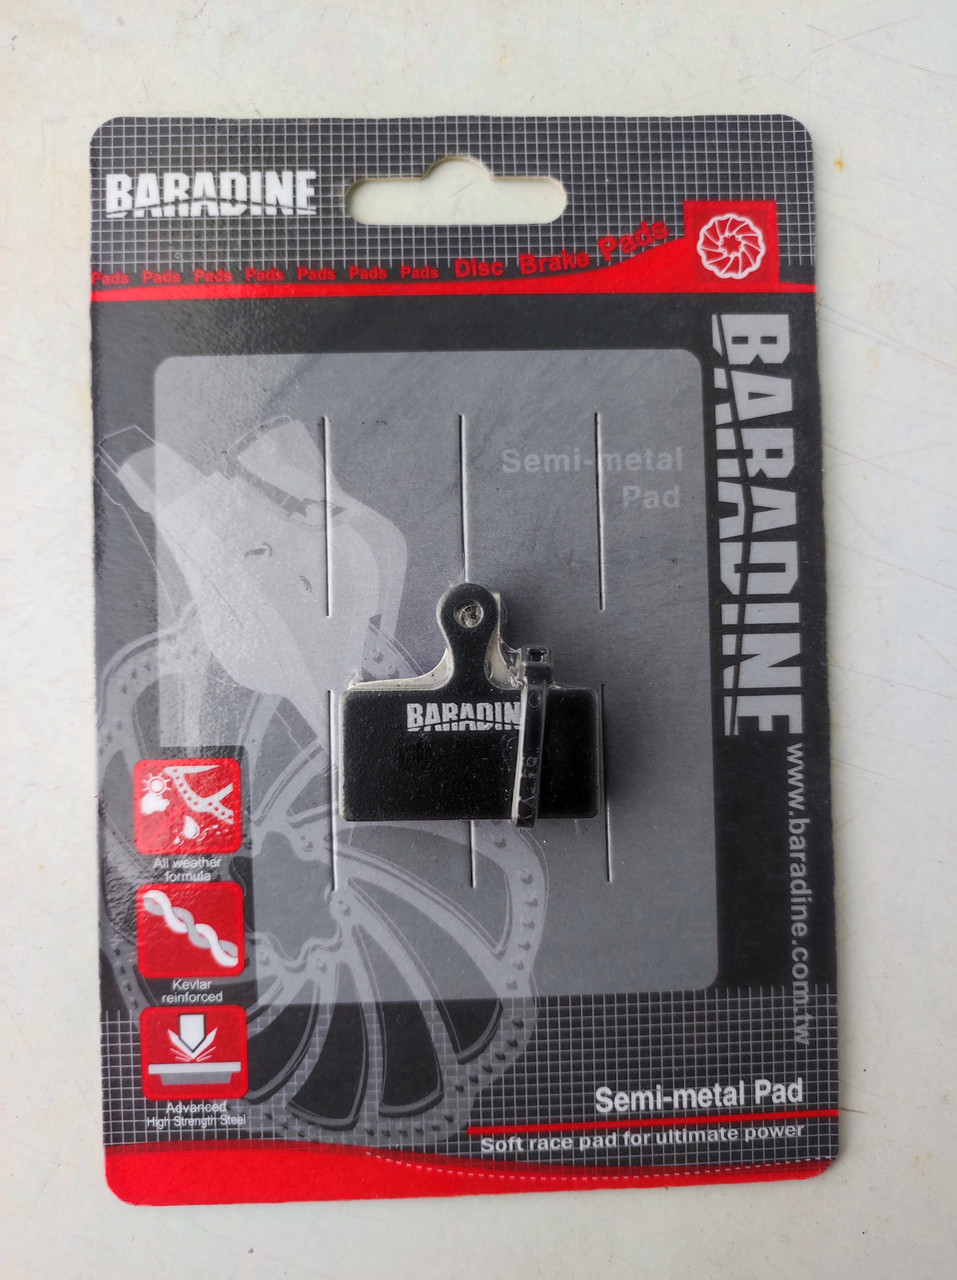 BARADINE
Pads Pads Pads Pads Pads Pads Pads Disc Brake Pads
BARADINE
www.baradine.com.tw
Semi-metal
Pad
BARADIN
All weather
formula
Kevlar
reinforced
Advanced
High Strength Steel
Semi-metal Pad
Soft race pad for ultimate power